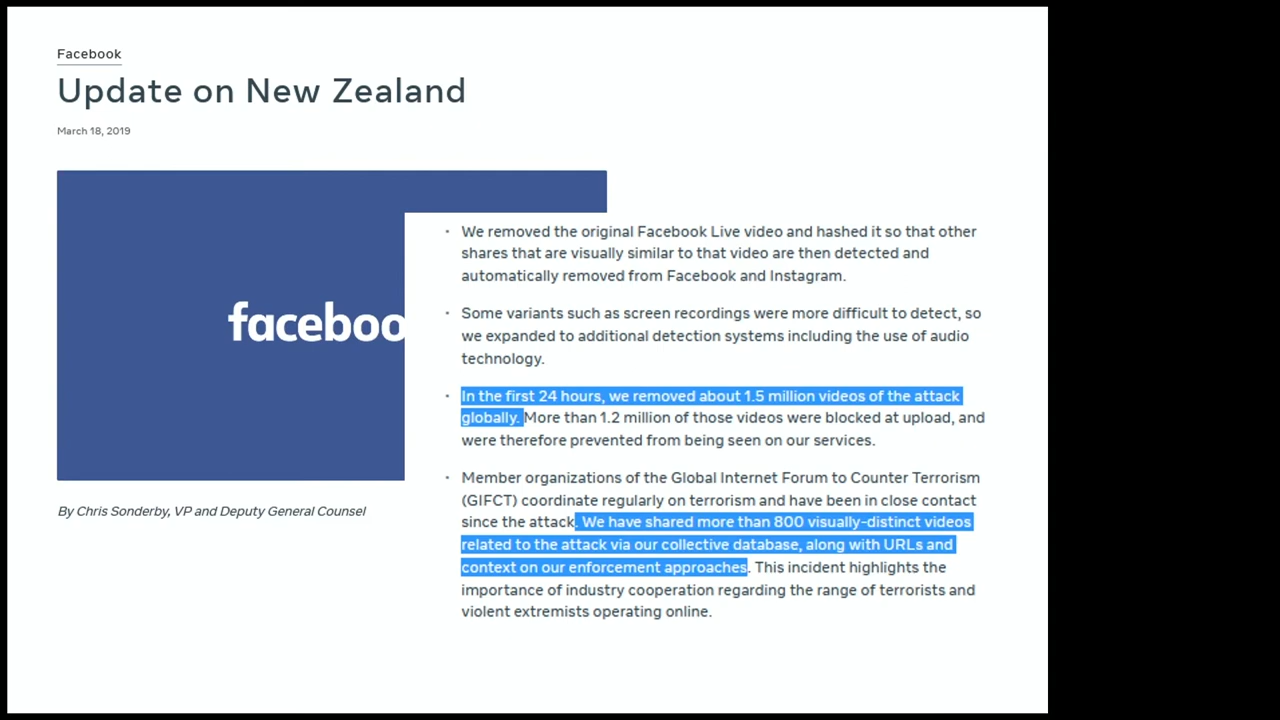 Facebook
Update on New Zealand
March 18, 2019
faceboo
By Chris Sonderby, VP and Deputy General Counsel
• We removed the original Facebook Live video and hashed it so that other
shares that are visually similar to that video are then detected and
automatically removed from Facebook and Instagram.
• Some variants such as screen recordings were more difficult to detect, so
we expanded to additional detection systems including the use of audio
technology.
• In the first 24 hours, we removed about 1.5 million videos of the attack
globally. More than 1.2 million of those videos were blocked at upload, and
were therefore prevented from being seen on our services.
• Member organizations of the Global Internet Forum to Counter Terrorism
(GIFCT) coordinate regularly on terrorism and have been in close contact
since the attack. We have shared more than 800 visually-distinct videos
related to the attack via our collective database, along with URLs and
context on our enforcement approaches. This incident highlights the
importance of industry cooperation regarding the range of terrorists and
violent extremists operating online.